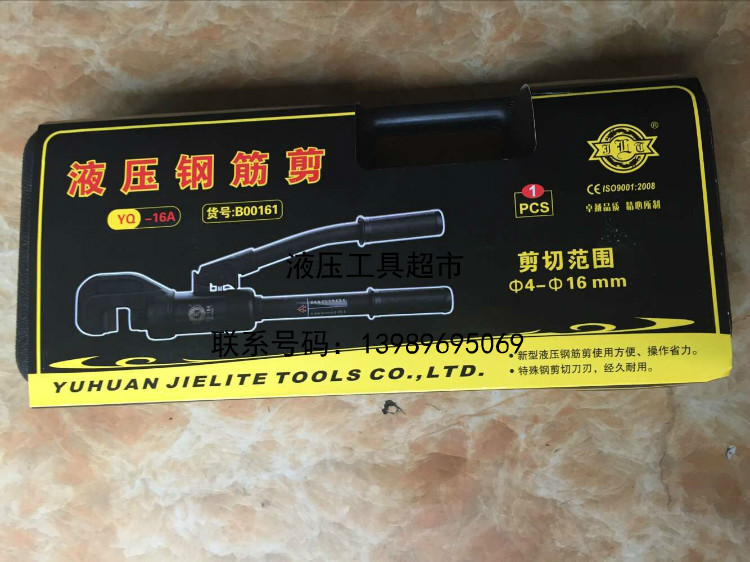 液压钢筋剪
YQ -16A
货号:B00161
JLT ®
CE ISO9001:2008
卓越品质 精心所制
1
PCS
剪切范围
Φ4-Φ16mm
液压工具超市
联系号码：13989695069
·新型液压钢筋剪使用方便、操作省力。
·特殊钢剪切刀刃，经久耐用。
YUHUAN JIELITE TOOLS CO.,LTD.